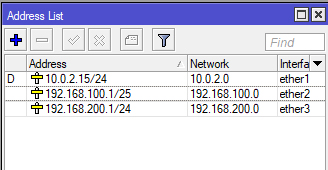 Address List
Find
Address Network Interfa
D 10.0.2.15/24 10.0.2.0 ether1
192.168.100.1/25 192.168.100.0 ether2
192.168.200.1/24 192.168.200.0 ether3